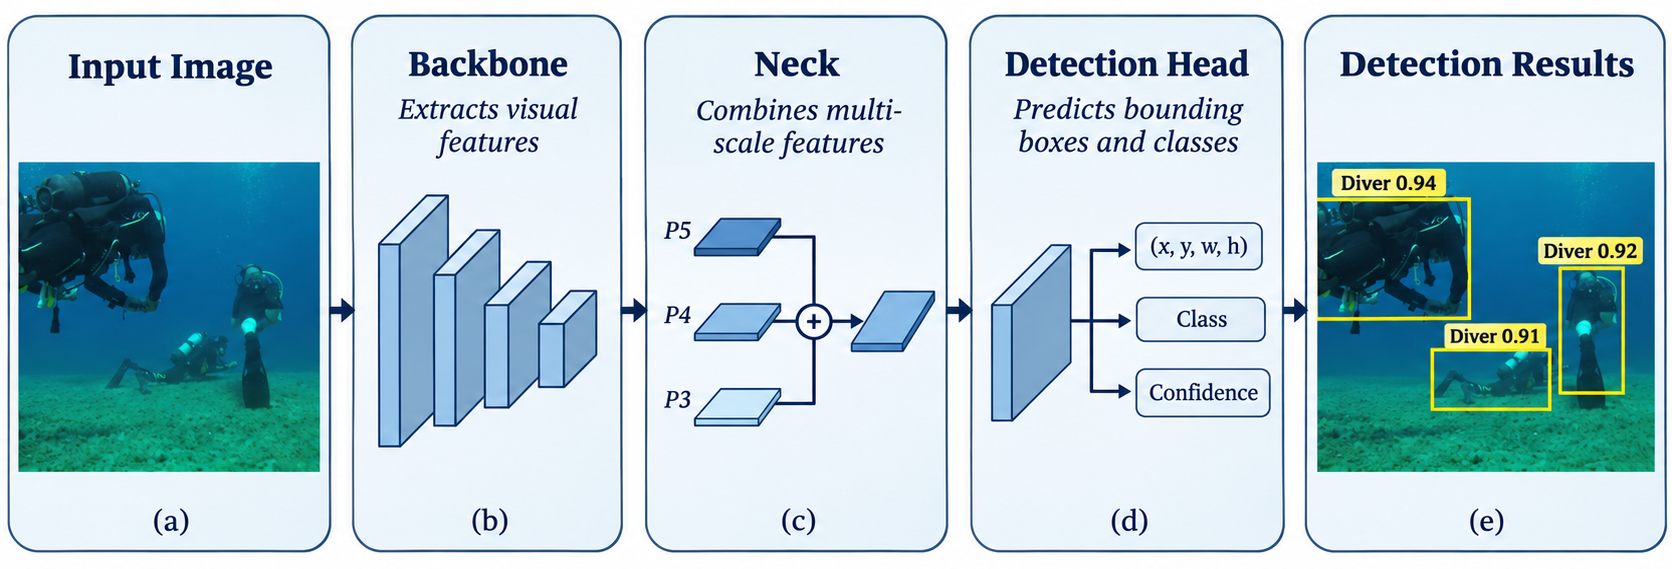 Input Image
(a)
Backbone
Extracts visual
features
(b)
Neck
Combines multi-
scale features
P5
P4
+
P3
(c)
Detection Head
Predicts bounding
boxes and classes
(x, y, w, h)
Class
Confidence
(d)
Detection Results
Diver 0.94
Diver 0.92
Diver 0.91
(e)